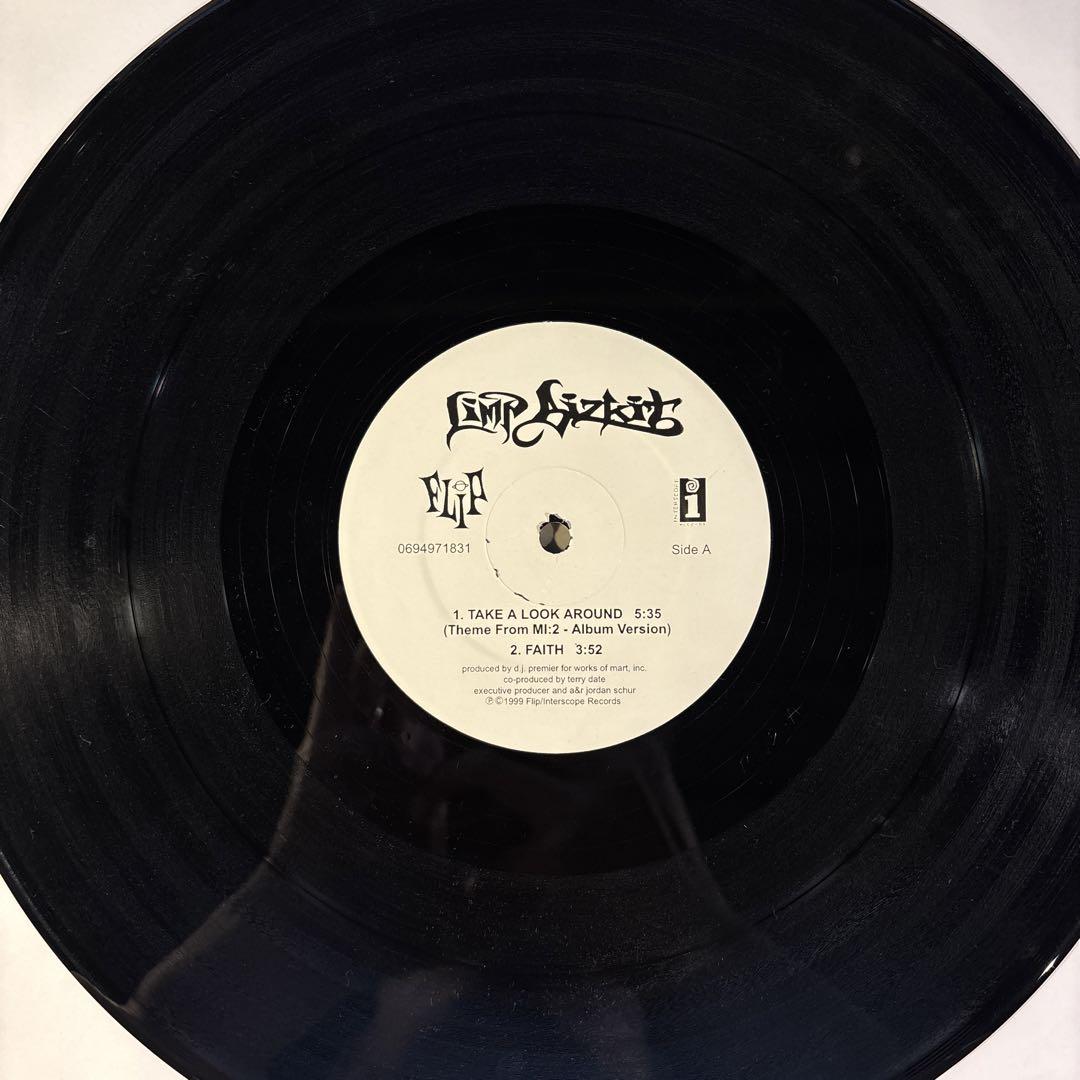 Limp Bizkit
FLiP
INTERSCOPE
i
0694971831
Side A
1. TAKE A LOOK AROUND 5:35
(Theme From MI:2 - Album Version)
2. FAITH 3:52
produced by d.j. premier for works of mart, inc.
co-produced by terry date
executive producer and a&r jordan schur
℗©1999 Flip/Interscope Records